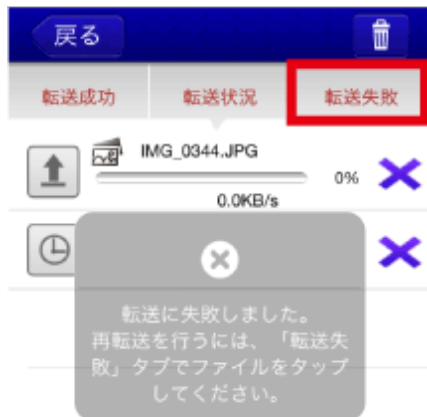 戻る
転送成功
転送状況
転送失敗
IMG_0344.JPG
0%
0.0KB/s
転送に失敗しました。
再転送を行うには、「転送失
敗」タブでファイルをタップ
してください。